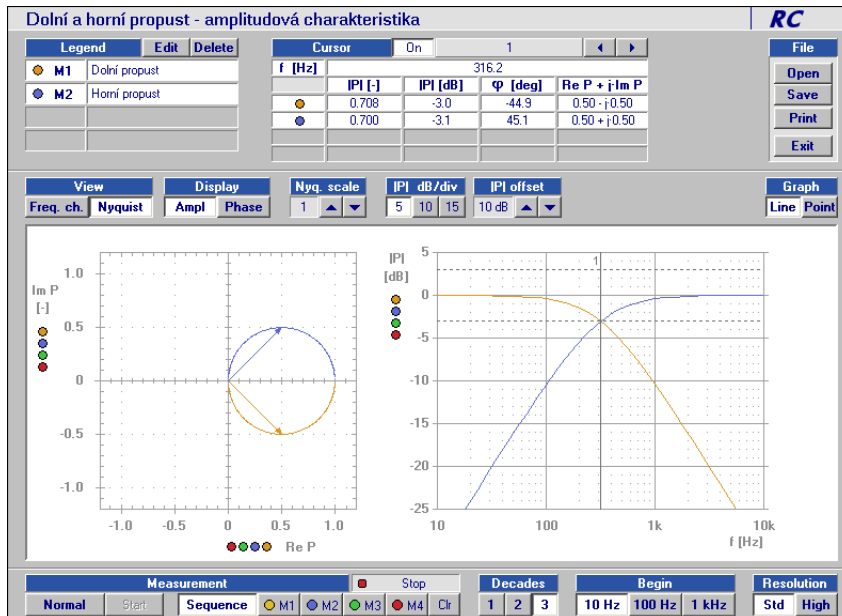 Dolní a horní propust - amplitudová charakteristika RC
Legend Edit Delete Cursor On 1 File
M1 Dolní propust f [Hz] 316.2 Open
M2 Horní propust |P| [-] |P| [dB] φ [deg] Re P + j·Im P Save
0.708 -3.0 -44.9 0.50 - j·0.50 Print
0.700 -3.1 45.1 0.50 + j·0.50
Exit
View Display Nyq. scale |P| dB/div |P| offset Graph
Freq. ch. Nyquist Ampl Phase 1 5 10 15 10 dB Line Point
Im P
[-]
1.0
0.5
0
-0.5
-1.0
-1.0 -0.5 0 0.5 1.0
Re P
|P|
[dB]
1
5
0
-5
-10
-15
-20
-25
10 100 1k 10k
f [Hz]
Measurement Stop Decades Begin Resolution
Normal Start Sequence M1 M2 M3 M4 Clr 1 2 3 10 Hz 100 Hz 1 kHz Std High